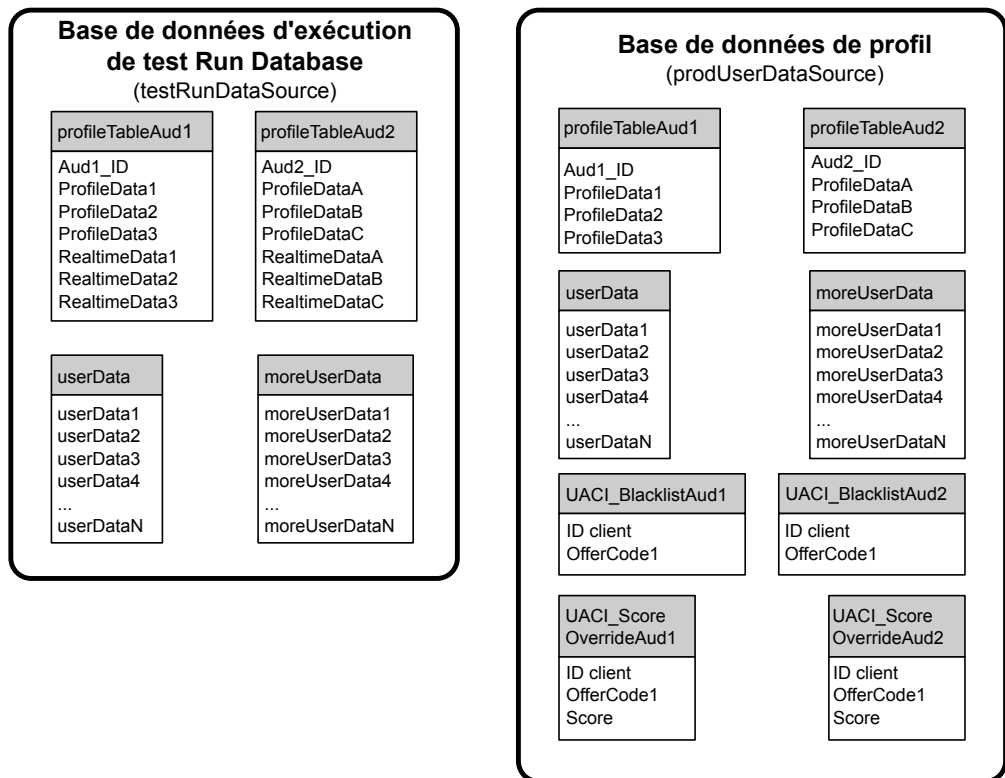 Base de données d'exécution
de test Run Database
(testRunDataSource)
profileTableAud1
Aud1_ID
ProfileData1
ProfileData2
ProfileData3
RealtimeData1
RealtimeData2
RealtimeData3
profileTableAud2
Aud2_ID
ProfileDataA
ProfileDataB
ProfileDataC
RealtimeDataA
RealtimeDataB
RealtimeDataC
userData
userData1
userData2
userData3
userData4
...
userDataN
moreUserData
moreUserData1
moreUserData2
moreUserData3
moreUserData4
...
moreUserDataN
Base de données de profil
(prodUserDataSource)
profileTableAud1
Aud1_ID
ProfileData1
ProfileData2
ProfileData3
profileTableAud2
Aud2_ID
ProfileDataA
ProfileDataB
ProfileDataC
userData
userData1
userData2
userData3
userData4
...
userDataN
moreUserData
moreUserData1
moreUserData2
moreUserData3
moreUserData4
...
moreUserDataN
UACI_BlacklistAud1
ID client
OfferCode1
UACI_BlacklistAud2
ID client
OfferCode1
UACI_Score
OverrideAud1
ID client
OfferCode1
Score
UACI_Score
OverrideAud2
ID client
OfferCode1
Score